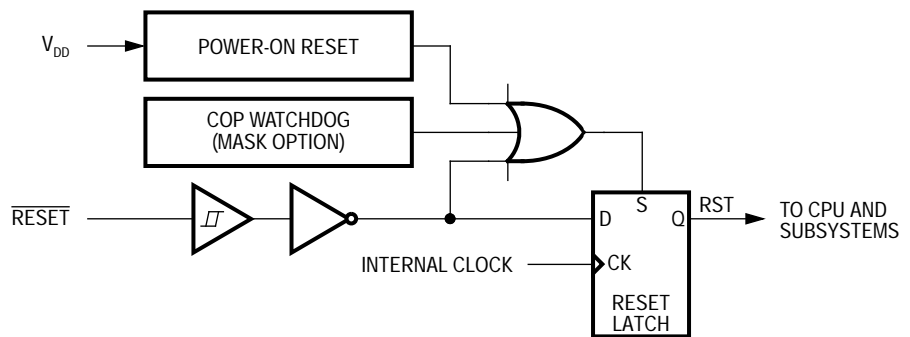 V_DD
POWER-ON RESET
COP WATCHDOG
(MASK OPTION)
RESET
INTERNAL CLOCK
D
S
Q
CK
RESET
LATCH
RST
TO CPU AND
SUBSYSTEMS